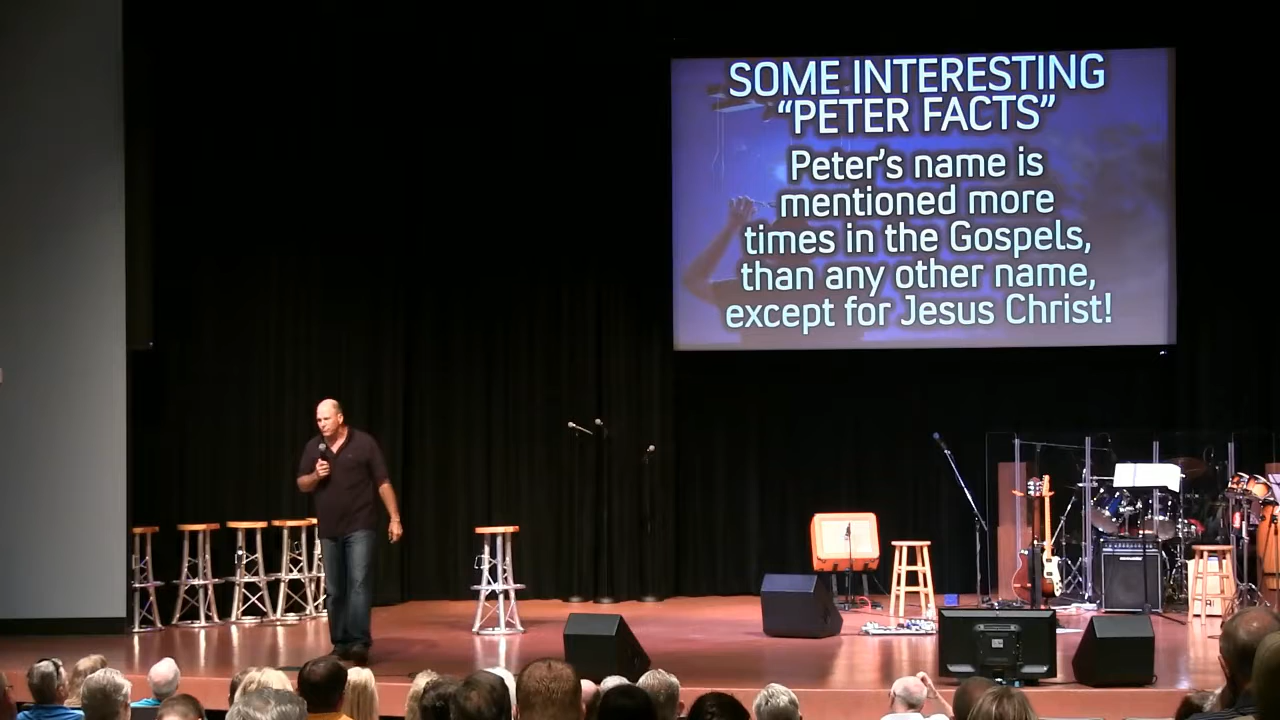 SOME INTERESTING
“PETER FACTS”
Peter’s name is
mentioned more
times in the Gospels,
than any other name,
except for Jesus Christ!